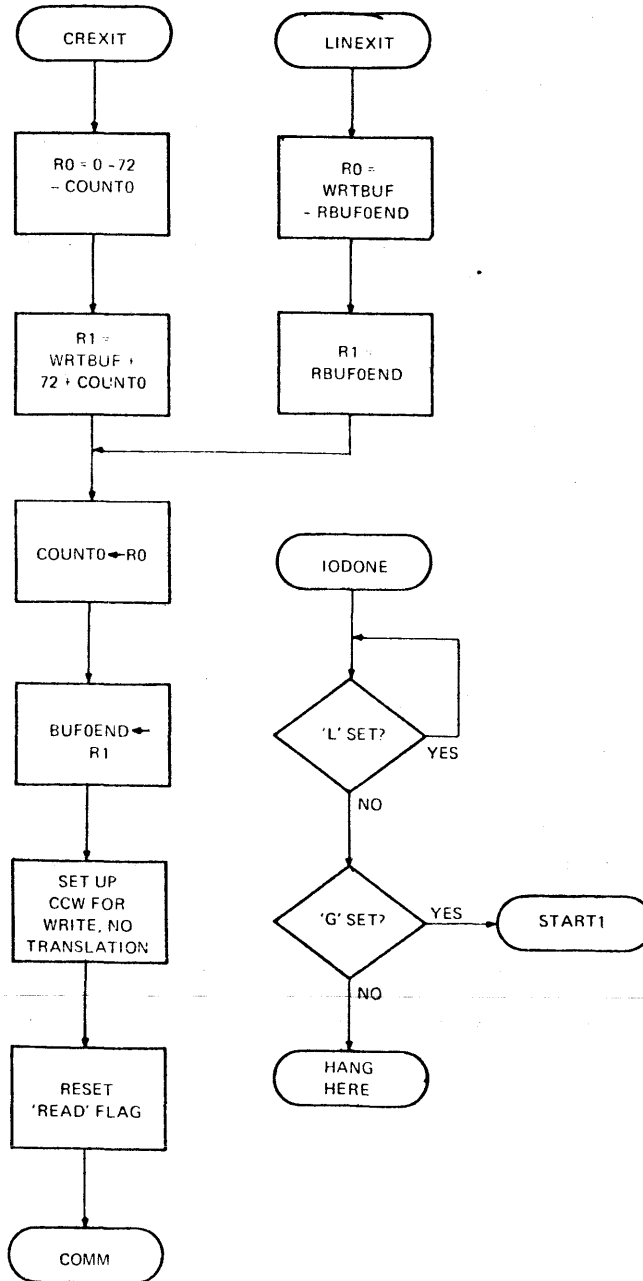 CREXIT
R0 = 0 -72
- COUNT0
R1 =
WRTBUF +
72 + COUNT0
COUNT0←R0
BUF0END←
R1
SET UP
CCW FOR
WRITE, NO
TRANSLATION
RESET
'READ' FLAG
COMM
LINEXIT
R0 =
WRTBUF
- RBUF0END
R1 =
RBUF0END
IODONE
'L' SET?
YES
NO
'G' SET?
YES
START1
NO
HANG
HERE